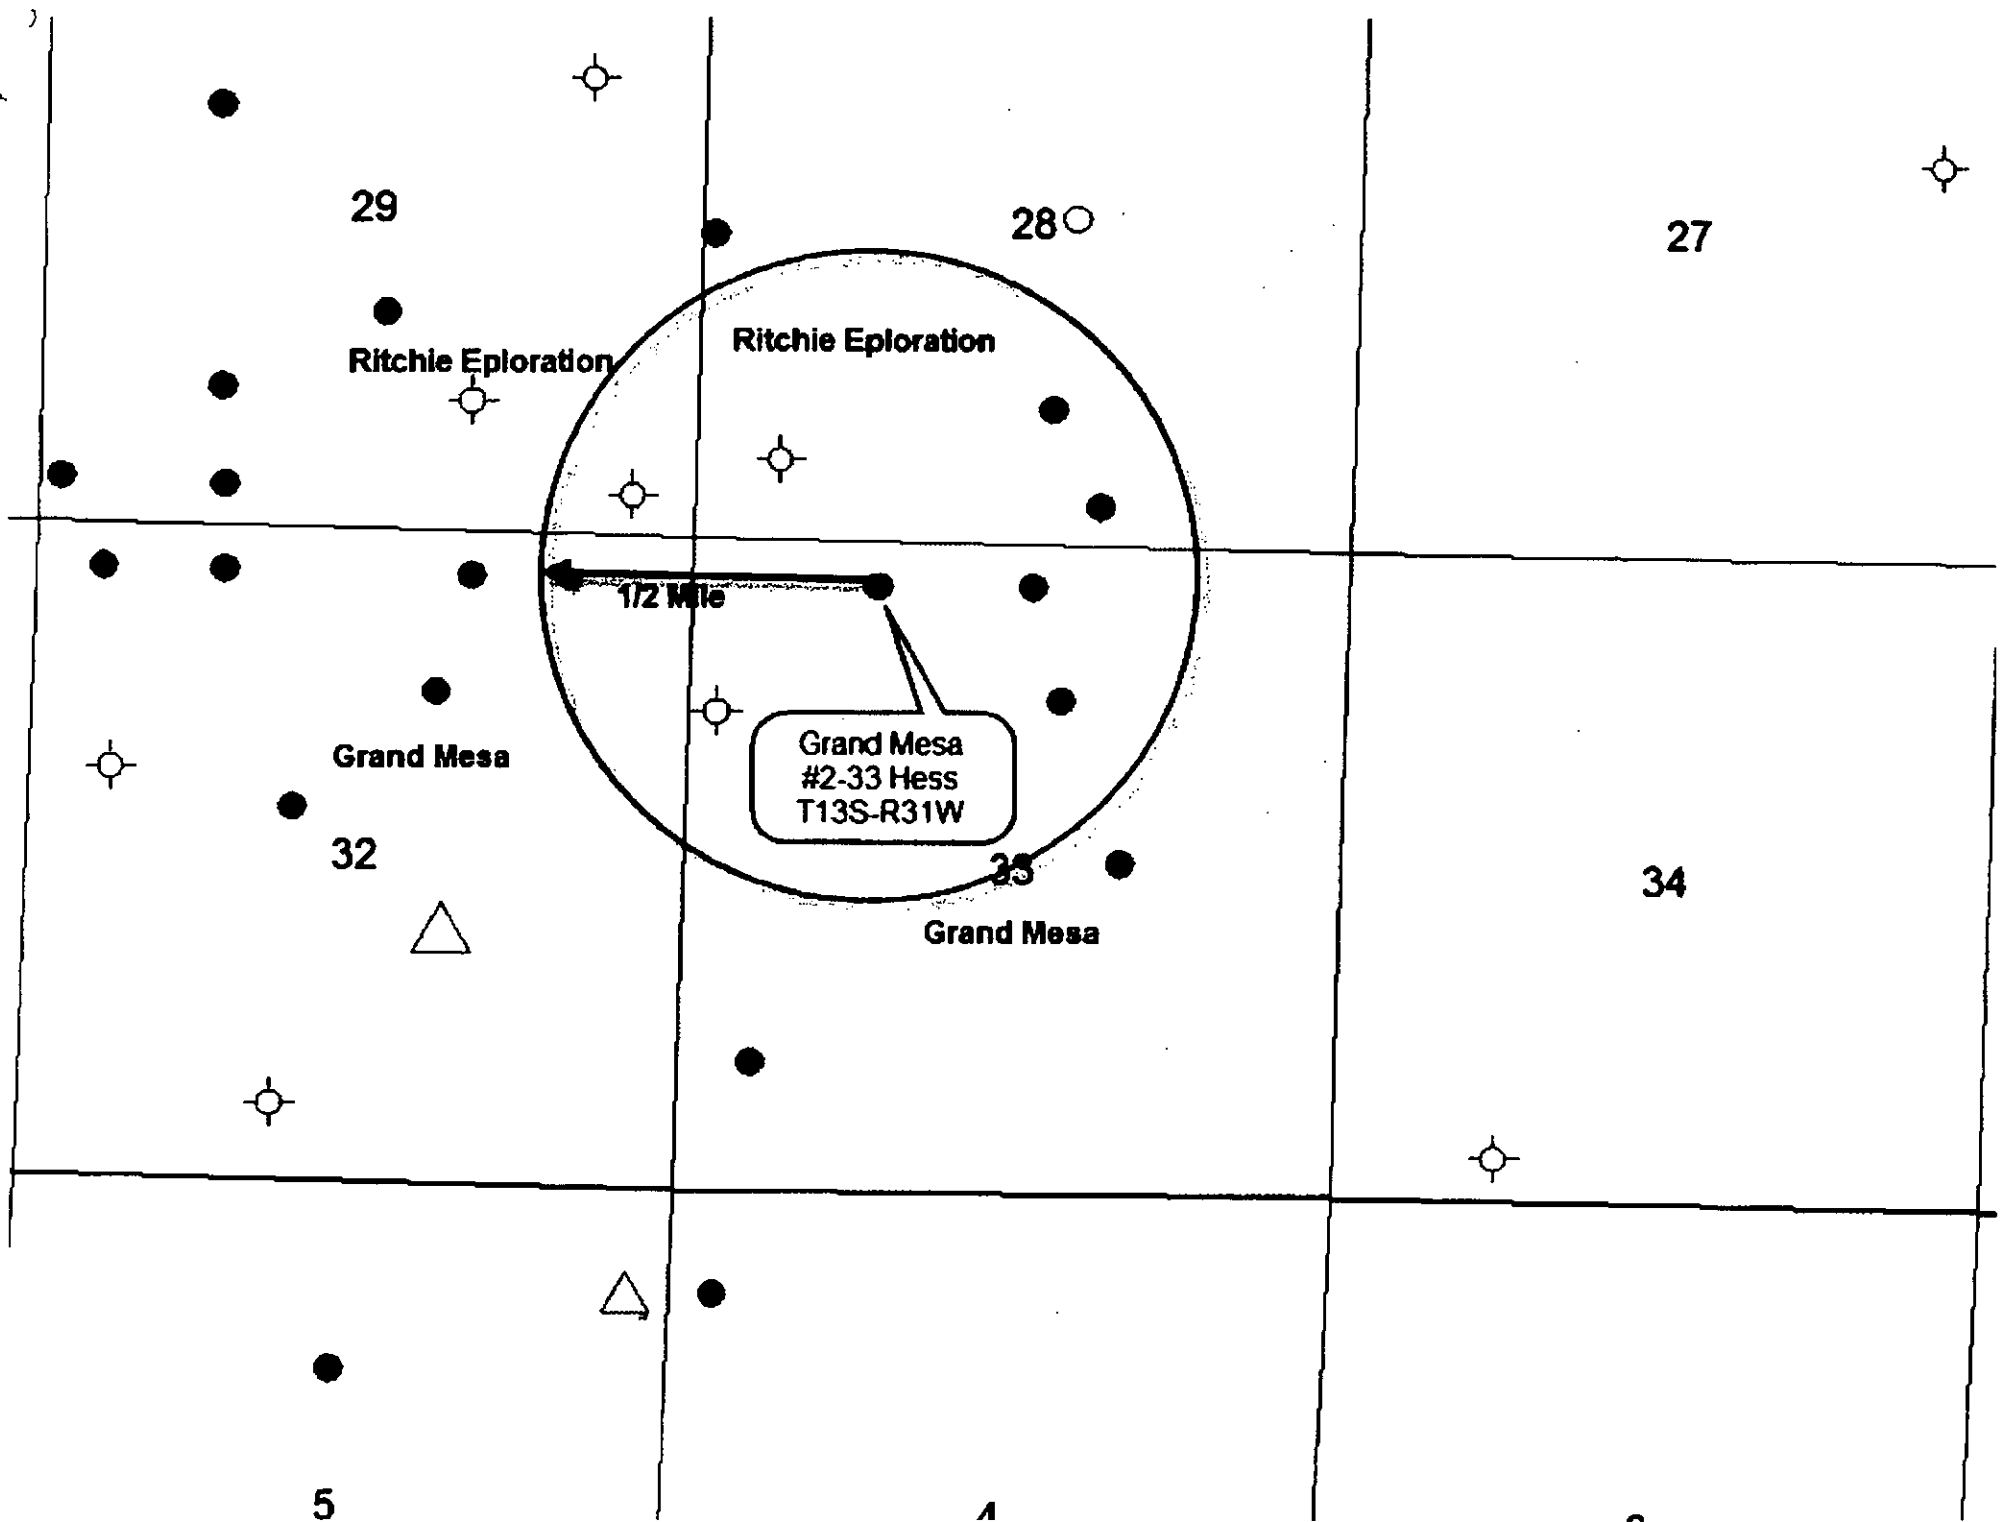 29
28
27
Ritchie Eploration
Ritchie Eploration
1/2 Mile
Grand Mesa
#2-33 Hess
T13S-R31W
Grand Mesa
32
33
34
Grand Mesa
5
4